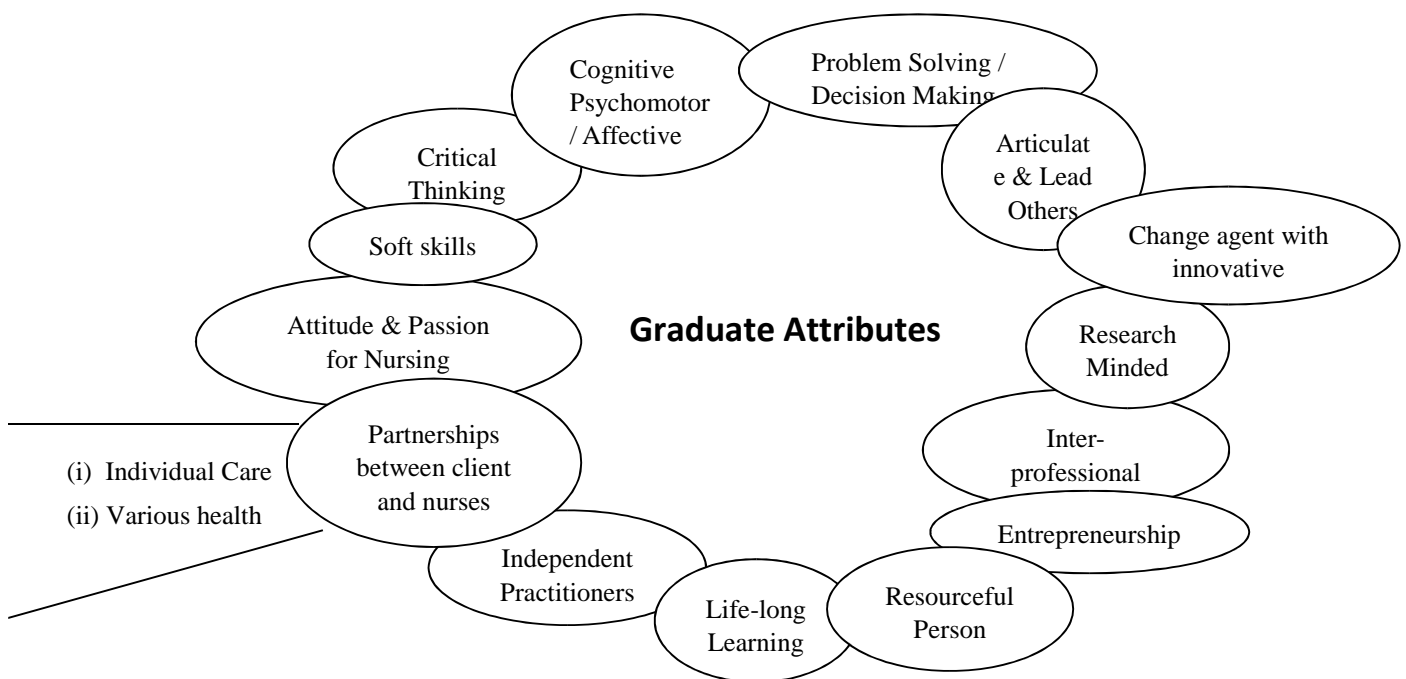 Cognitive
Psychomotor
/ Affective
Problem Solving /
Decision Making
Critical
Thinking
Articulat
e & Lead
Others
Soft skills
Change agent with
innovative
Attitude & Passion
for Nursing
Graduate Attributes
Research
Minded
Partnerships
between client
and nurses
(i) Individual Care
(ii) Various health
Inter-
professional
Entrepreneurship
Independent
Practitioners
Life-long
Learning
Resourceful
Person